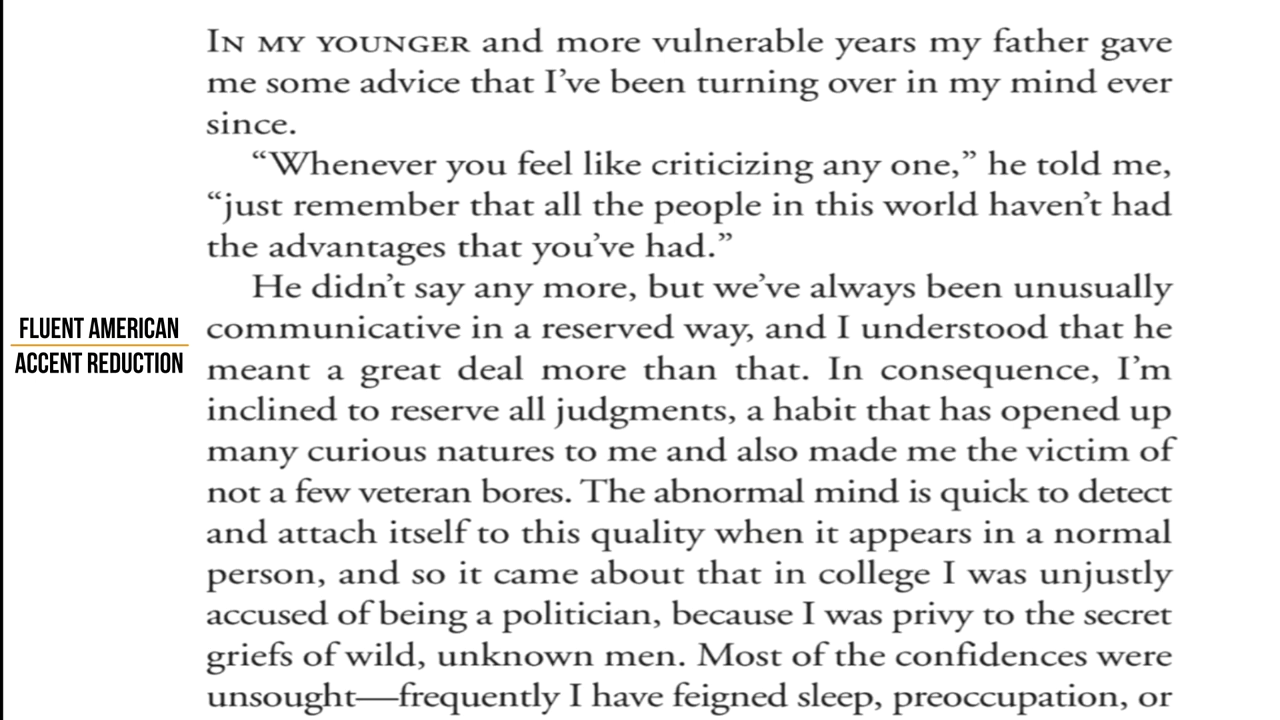 IN MY YOUNGER and more vulnerable years my father gave
me some advice that I’ve been turning over in my mind ever
since.
“Whenever you feel like criticizing any one,” he told me,
“just remember that all the people in this world haven’t had
the advantages that you’ve had.”
He didn’t say any more, but we’ve always been unusually
communicative in a reserved way, and I understood that he
meant a great deal more than that. In consequence, I’m
inclined to reserve all judgments, a habit that has opened up
many curious natures to me and also made me the victim of
not a few veteran bores. The abnormal mind is quick to detect
and attach itself to this quality when it appears in a normal
person, and so it came about that in college I was unjustly
accused of being a politician, because I was privy to the secret
griefs of wild, unknown men. Most of the confidences were
unsought—frequently I have feigned sleep, preoccupation, or
FLUENT AMERICAN
ACCENT REDUCTION